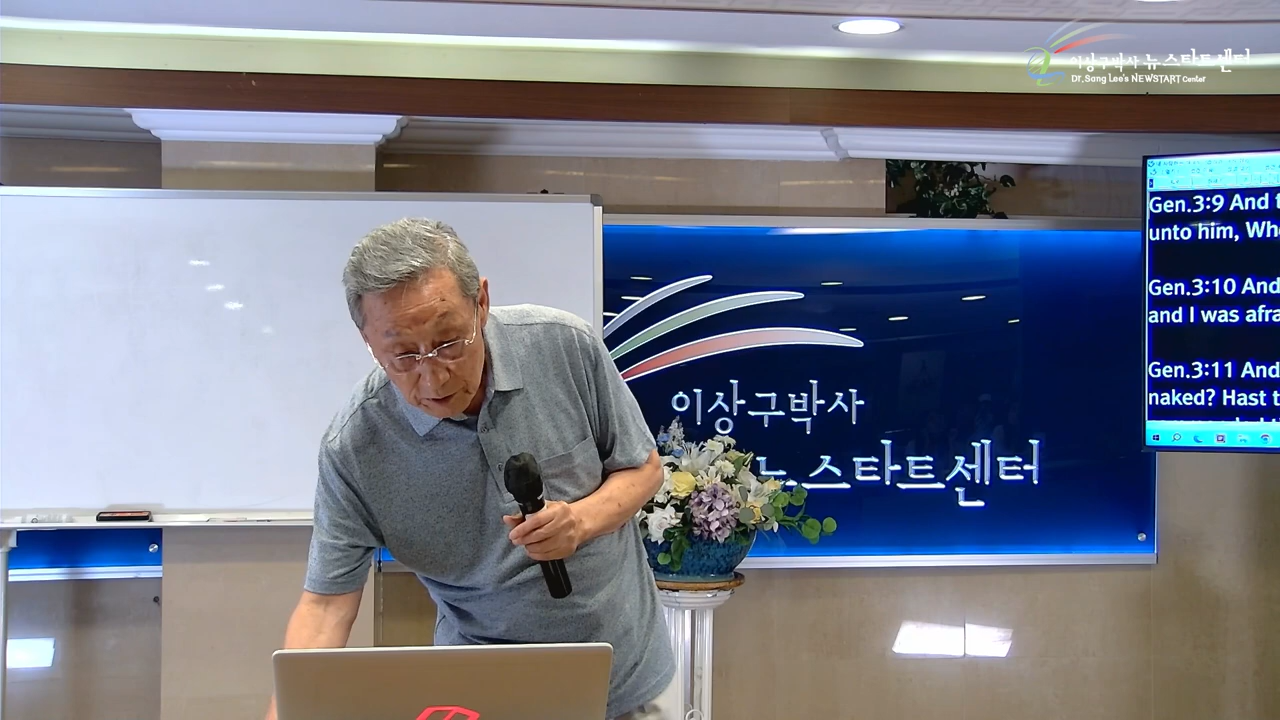 이상구박사 뉴스타트센터
Dr.Sang Lee's NEWSTART Center
Gen.3:9 And
unto him,
Gen.3:10 And
and I was
Gen.3:11 And
naked? Hast
이상구박사
뉴스타트센터